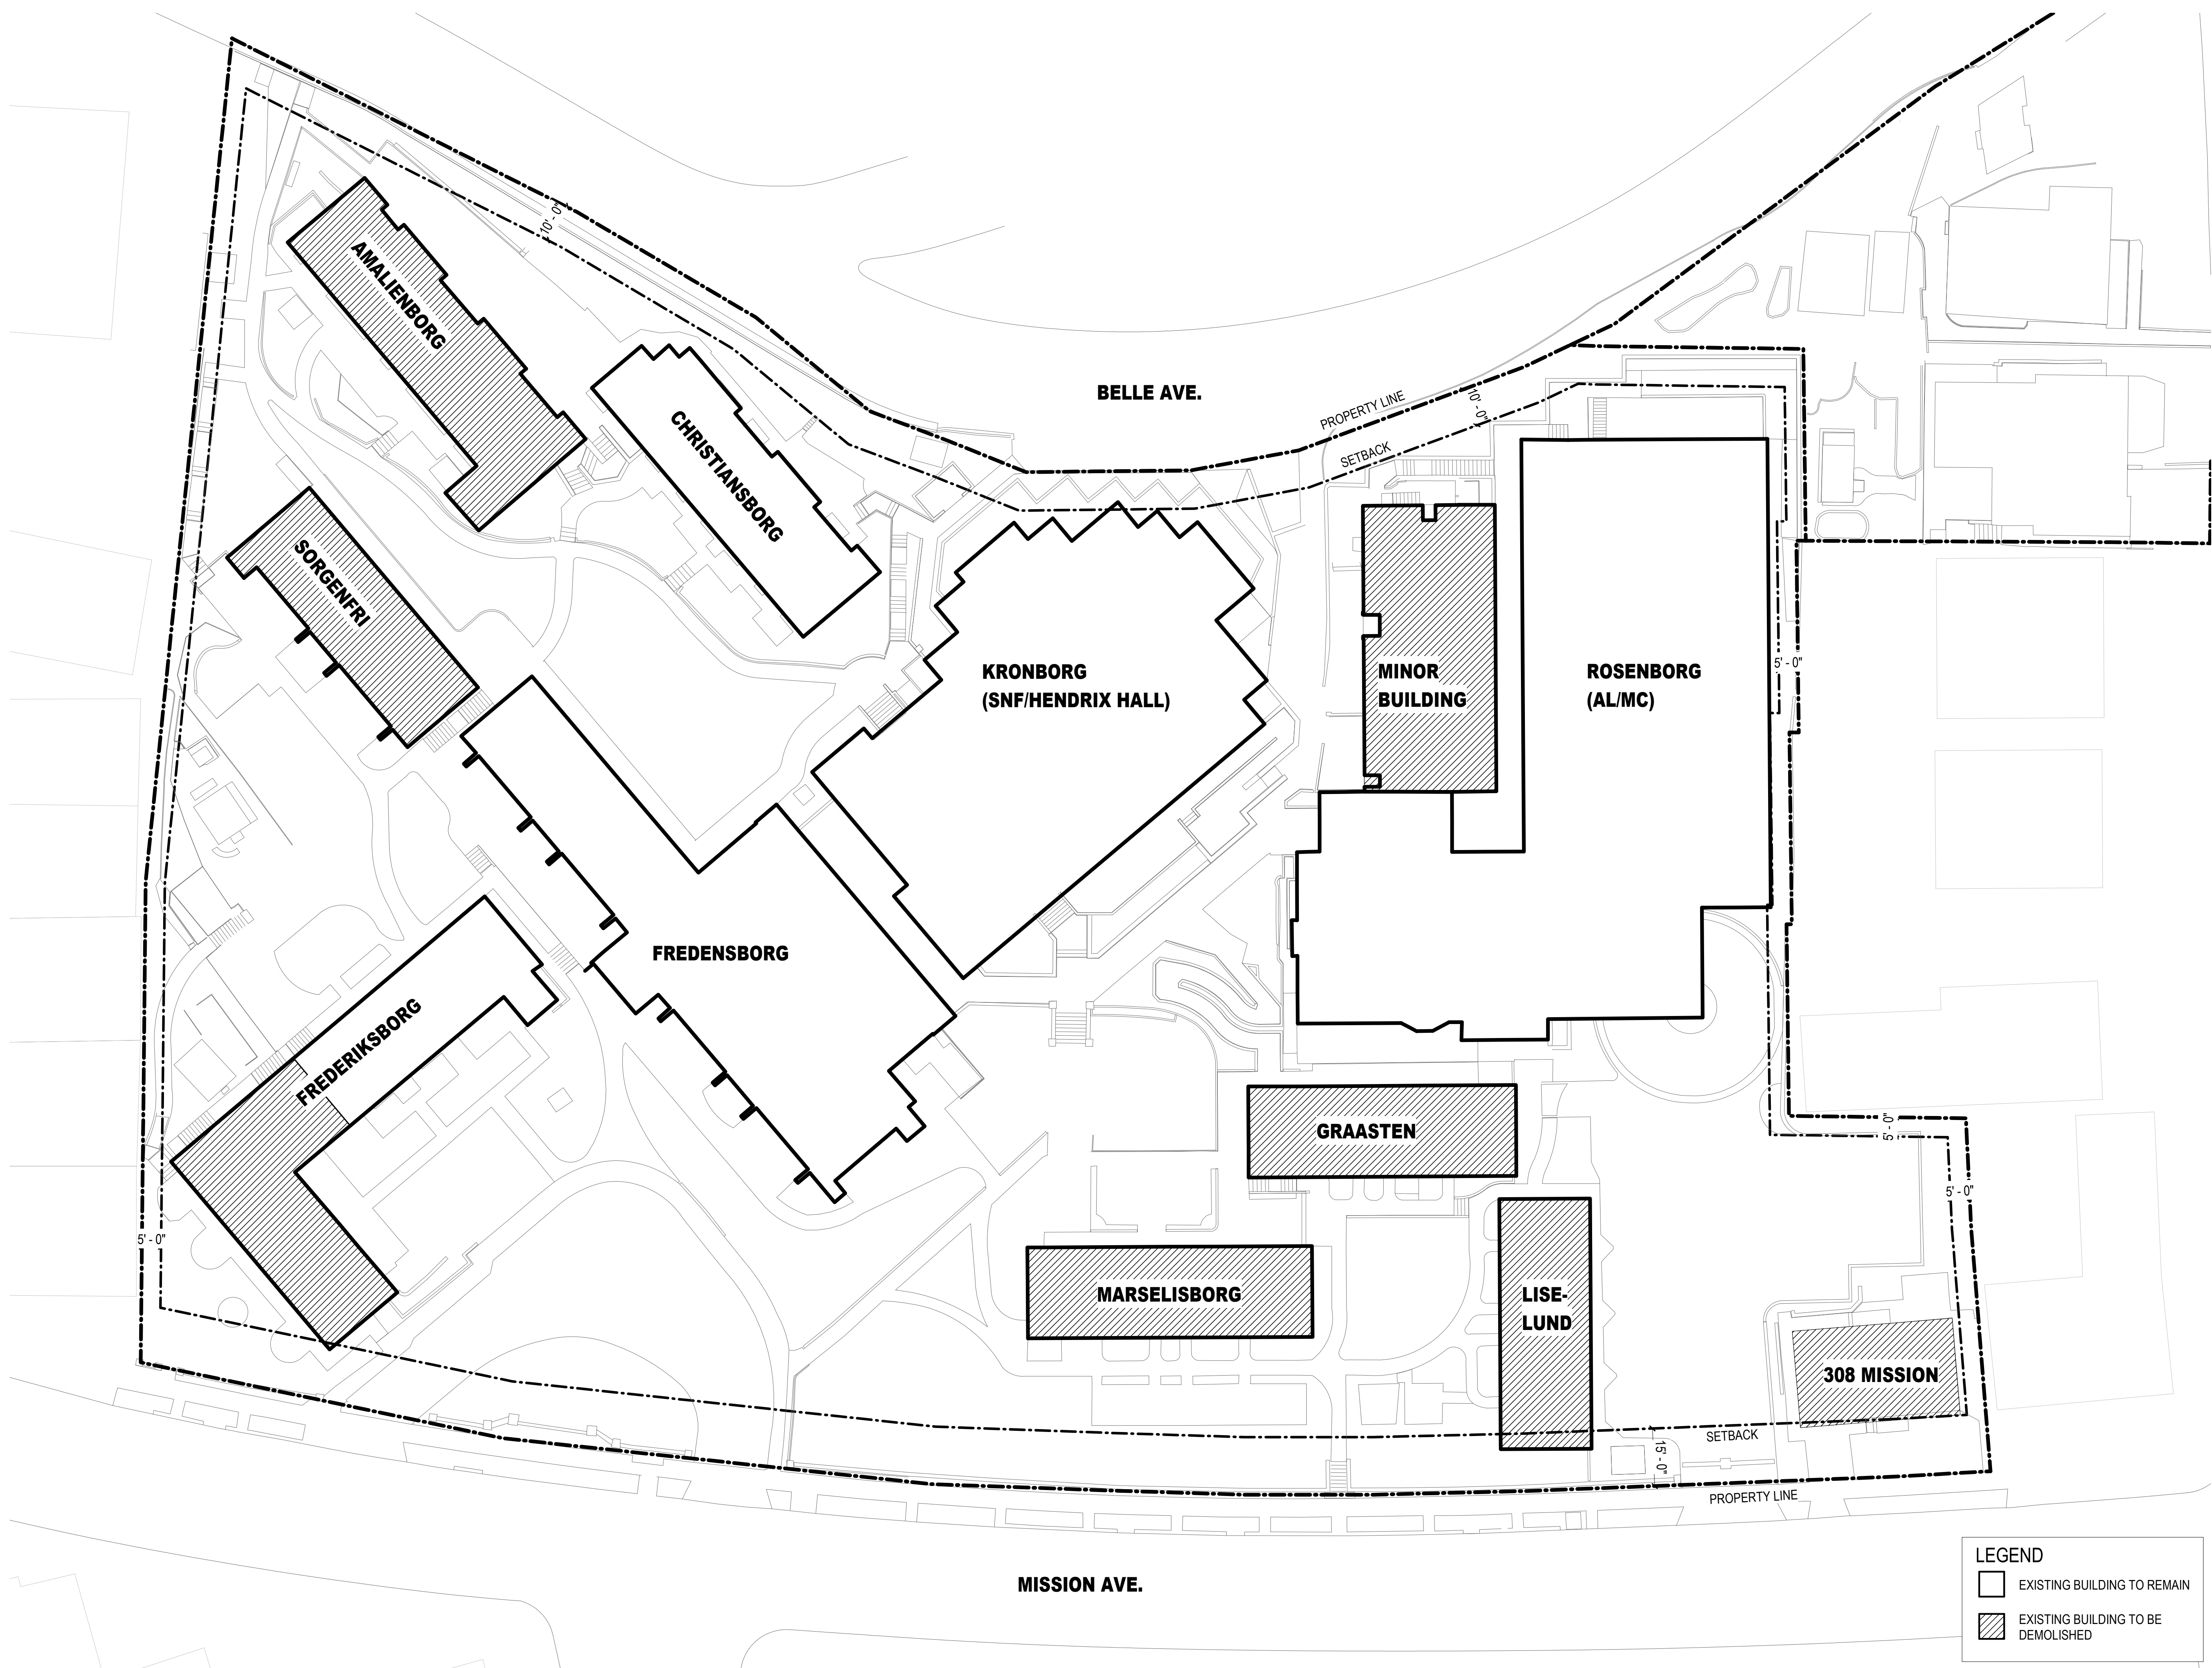 10' - 0"
AMALIENBORG
BELLE AVE.
PROPERTY LINE
10' - 0"
CHRISTIANSBORG
SETBACK
SORGENFRI
KRONBORG
(SNF/HENDRIX HALL)
MINOR
BUILDING
ROSENBORG
(AL/MC)
5' - 0"
FREDENSBORG
FREDERIKSBORG
GRAASTEN
5' - 0"
5' - 0"
5' - 0"
MARSELISBORG
LISE-
LUND
308 MISSION
SETBACK
15' - 0"
PROPERTY LINE
MISSION AVE.
LEGEND
EXISTING BUILDING TO REMAIN
EXISTING BUILDING TO BE
DEMOLISHED